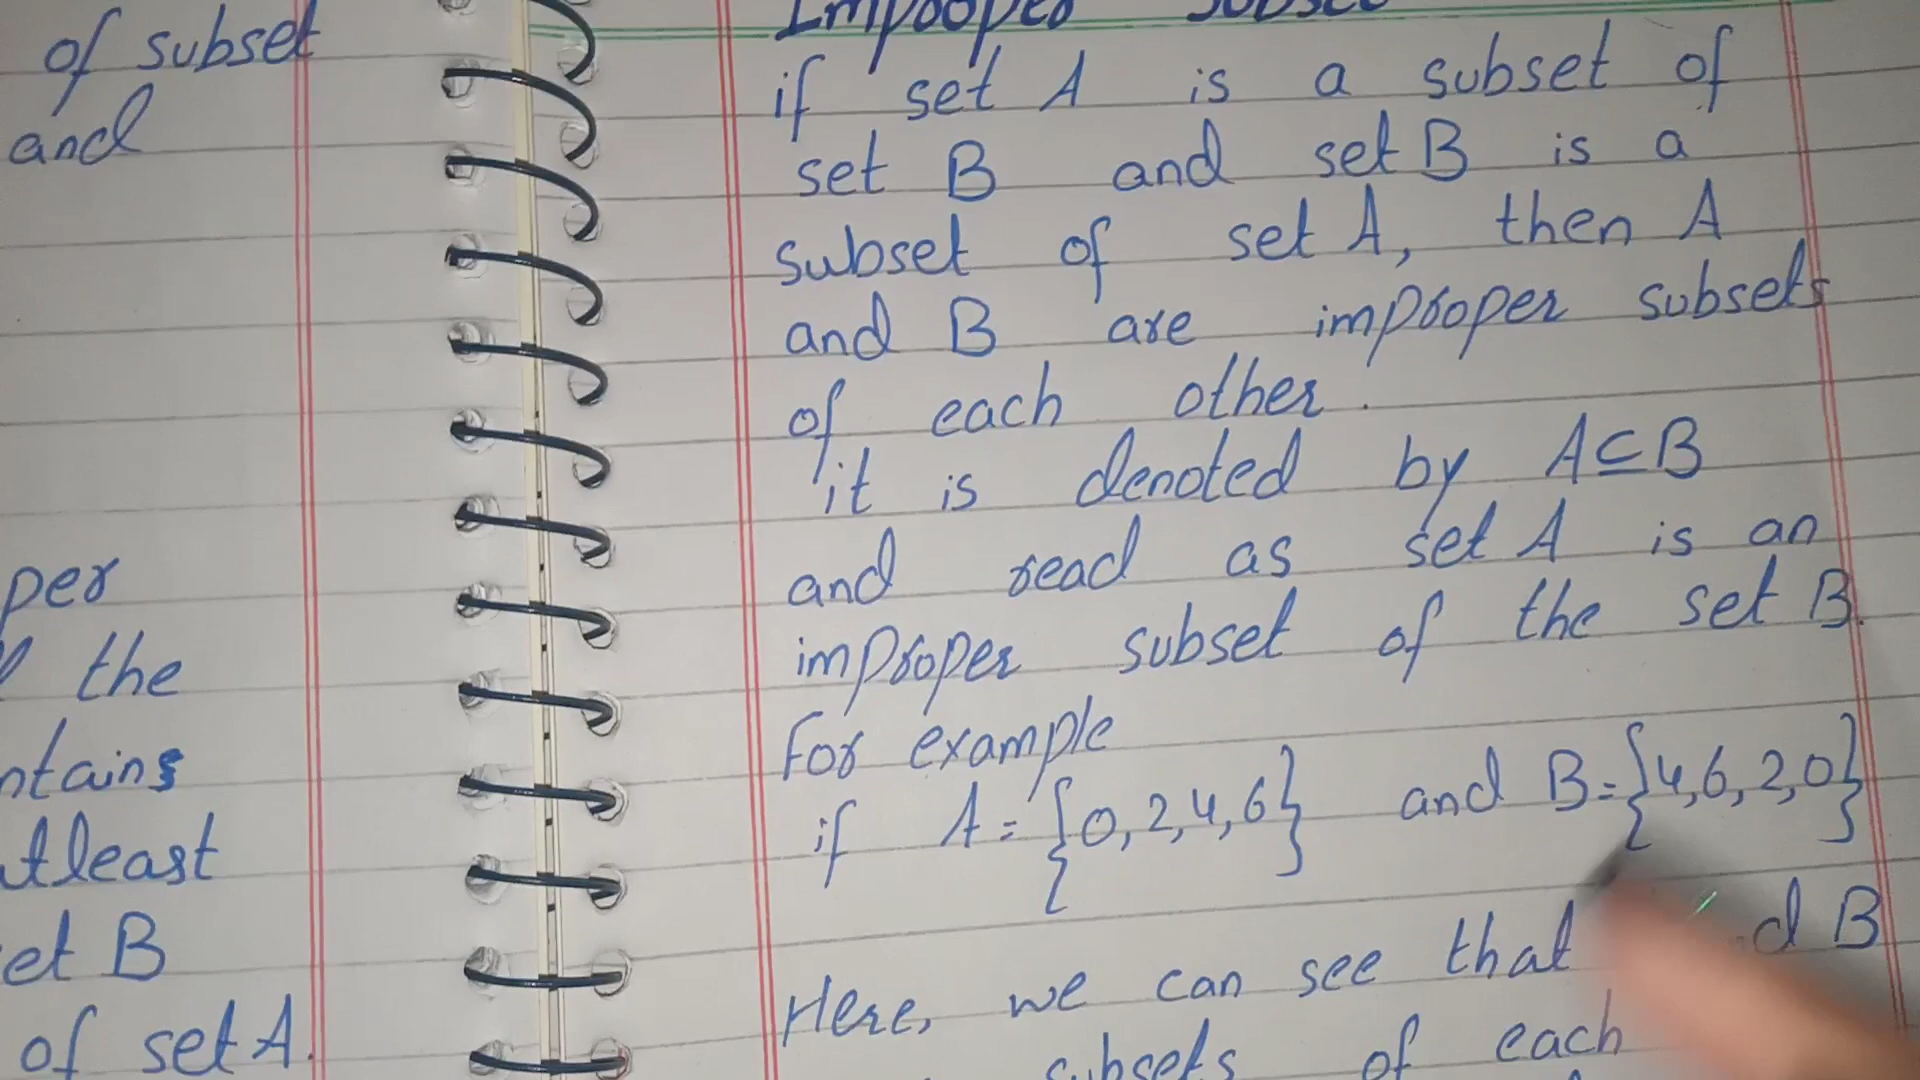 of subset
and
per
the
ntains
tleast
et B
of set A.
Improper subset
if set A is a subset of
set B and set B is a
subset of set A, then A
and B are improper subsets
of each other.
it is denoted by A⊆B
and read as set A is an
improper subset of the set B.
For example
if A = {0, 2, 4, 6} and B = {4, 6, 2, 0}
Here, we can see that B
subsets of each